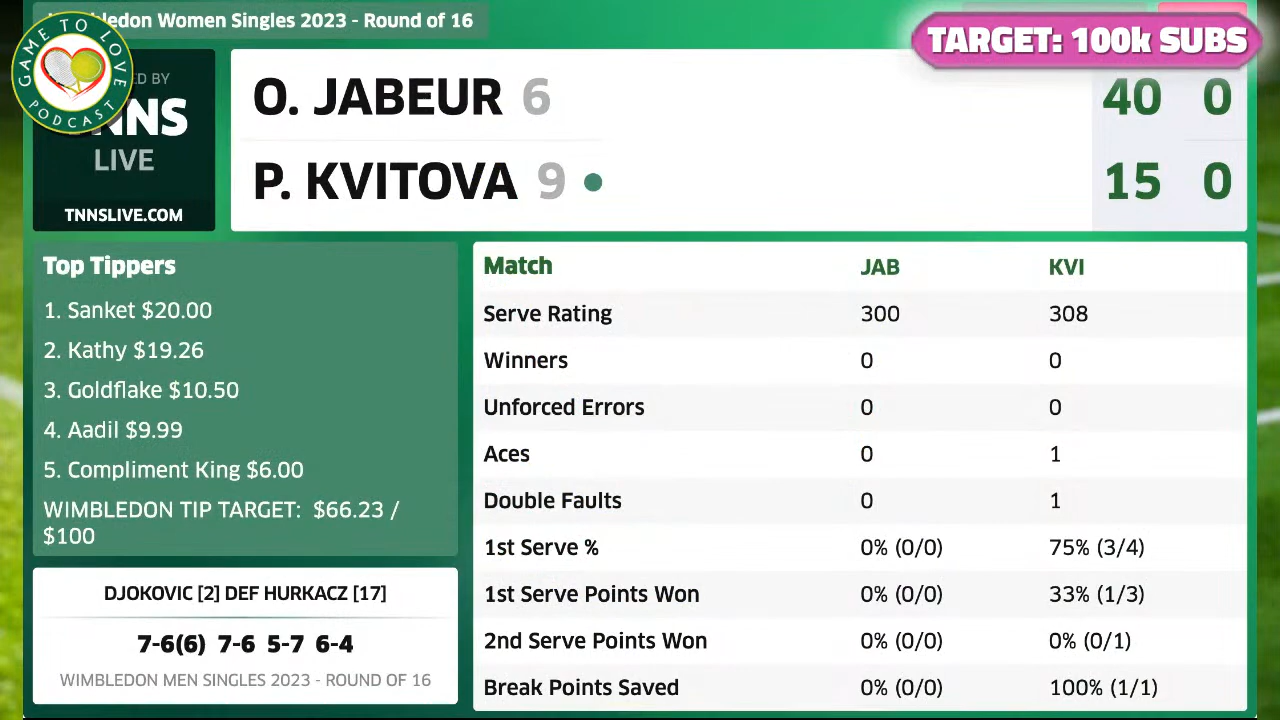 Wimbledon Women Singles 2023 - Round of 16
TARGET: 100k SUBS
GAME TO LOVE
PODCAST
ED BY
NNS
LIVE
TNNSLIVE.COM
O. JABEUR 6 40 0
P. KVITOVA 9 15 0
Top Tippers
1. Sanket $20.00
2. Kathy $19.26
3. Goldflake $10.50
4. Aadil $9.99
5. Compliment King $6.00
WIMBLEDON TIP TARGET: $66.23 /
$100
DJOKOVIC [2] DEF HURKACZ [17]
7-6(6) 7-6 5-7 6-4
WIMBLEDON MEN SINGLES 2023 - ROUND OF 16
Match JAB KVI
Serve Rating 300 308
Winners 0 0
Unforced Errors 0 0
Aces 0 1
Double Faults 0 1
1st Serve % 0% (0/0) 75% (3/4)
1st Serve Points Won 0% (0/0) 33% (1/3)
2nd Serve Points Won 0% (0/0) 0% (0/1)
Break Points Saved 0% (0/0) 100% (1/1)